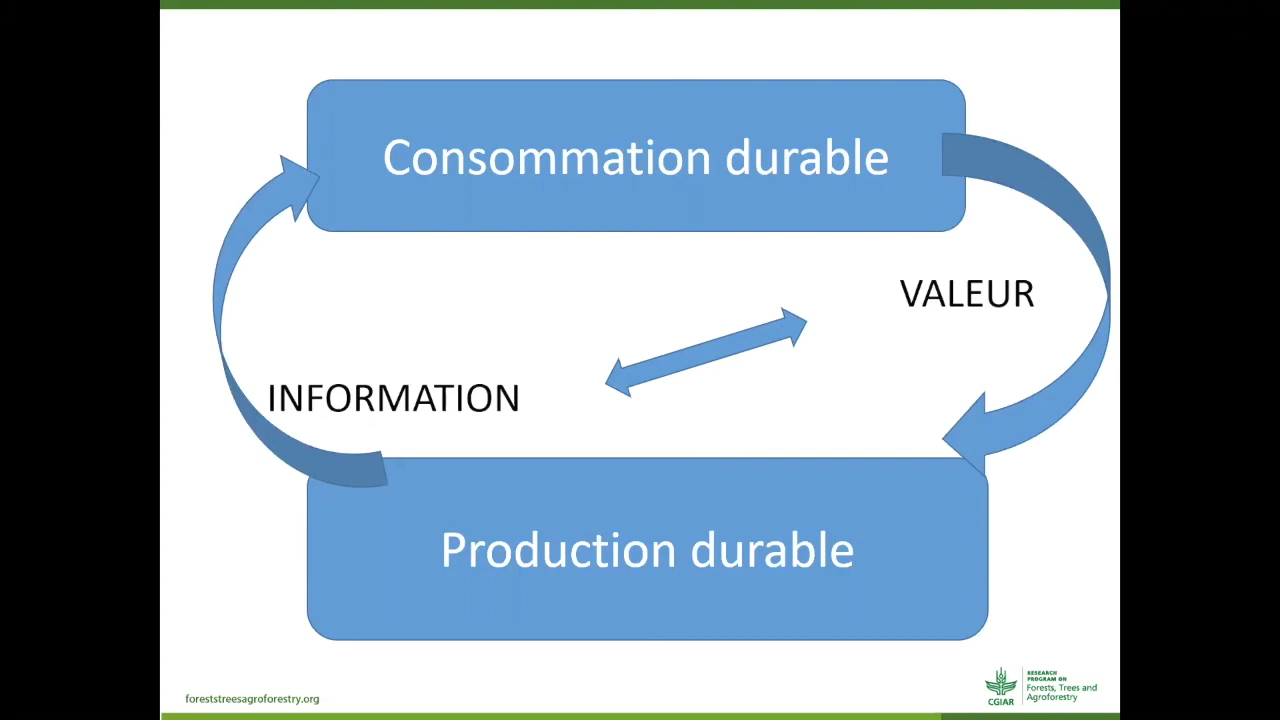 Consommation durable
VALEUR
INFORMATION
Production durable
foreststreesagroforestry.org
CGIAR
RESEARCH
PROGRAM ON
Forests, Trees and
Agroforestry